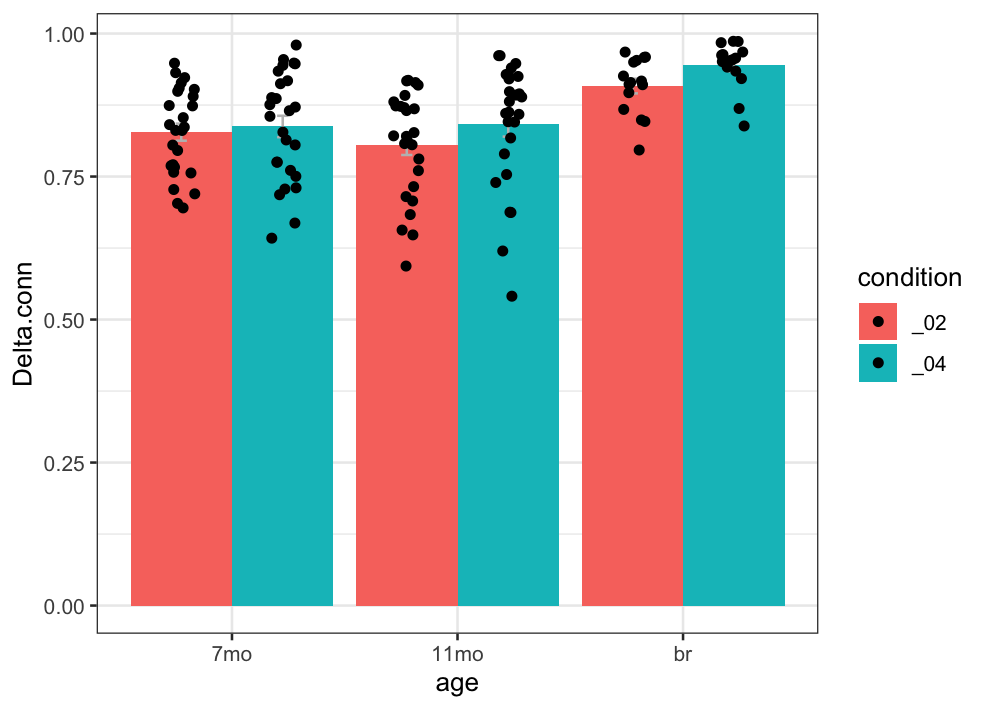 1.00
0.75
0.50
0.25
0.00
Delta.conn
7mo
11mo
br
age
condition
_02
_04